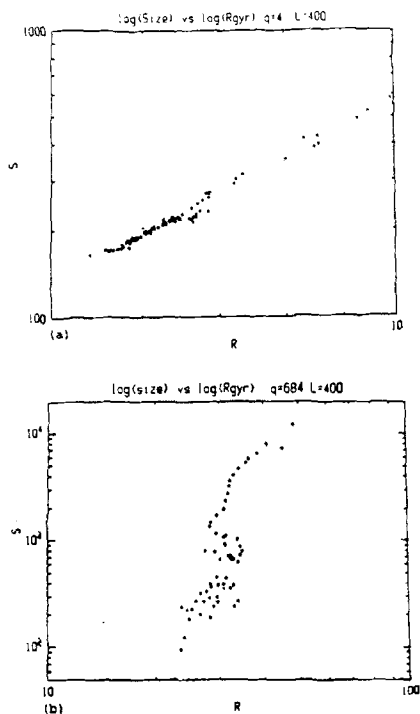 log(Size) vs log(Rgyr) q=4 L=400
1000
S
100
10
(a)
R
log(size) vs log(Rgyr) q=684 L=400
10⁴
S
10³
10²
10
100
(b)
R